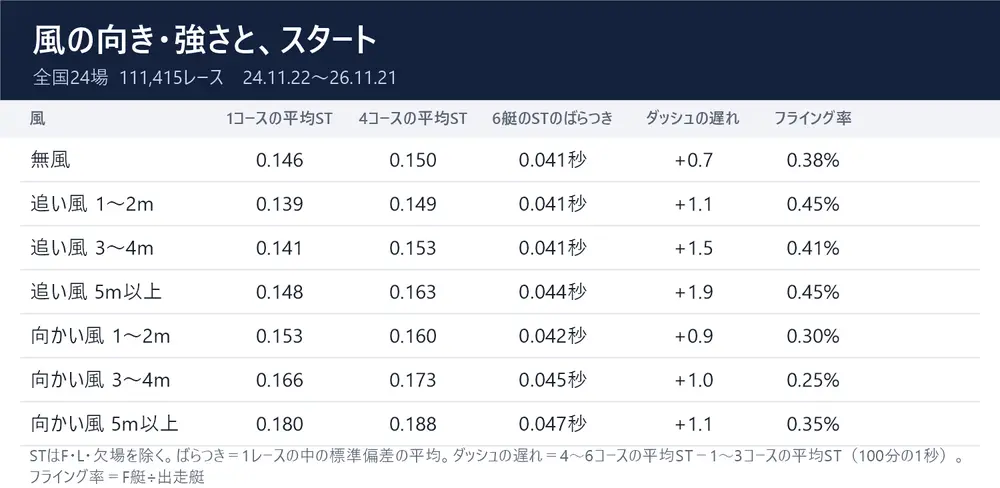 風の向き・強さと、スタート
全国24場 111,415レース 24.11.22～26.11.21
風 1コースの平均ST 4コースの平均ST 6艇のSTのばらつき ダッシュの遅れ フライング率
無風 0.146 0.150 0.041秒 +0.7 0.38%
追い風 1～2m 0.139 0.149 0.041秒 +1.1 0.45%
追い風 3～4m 0.141 0.153 0.041秒 +1.5 0.41%
追い風 5m以上 0.148 0.163 0.044秒 +1.9 0.45%
向かい風 1～2m 0.153 0.160 0.042秒 +0.9 0.30%
向かい風 3～4m 0.166 0.173 0.045秒 +1.0 0.25%
向かい風 5m以上 0.180 0.188 0.047秒 +1.1 0.35%
STはF・L・欠場を除く。ばらつき＝1レースの中の標準偏差の平均。ダッシュの遅れ＝4～6コースの平均ST－1～3コースの平均ST（100分の1秒）。
フライング率＝F艇÷出走艇